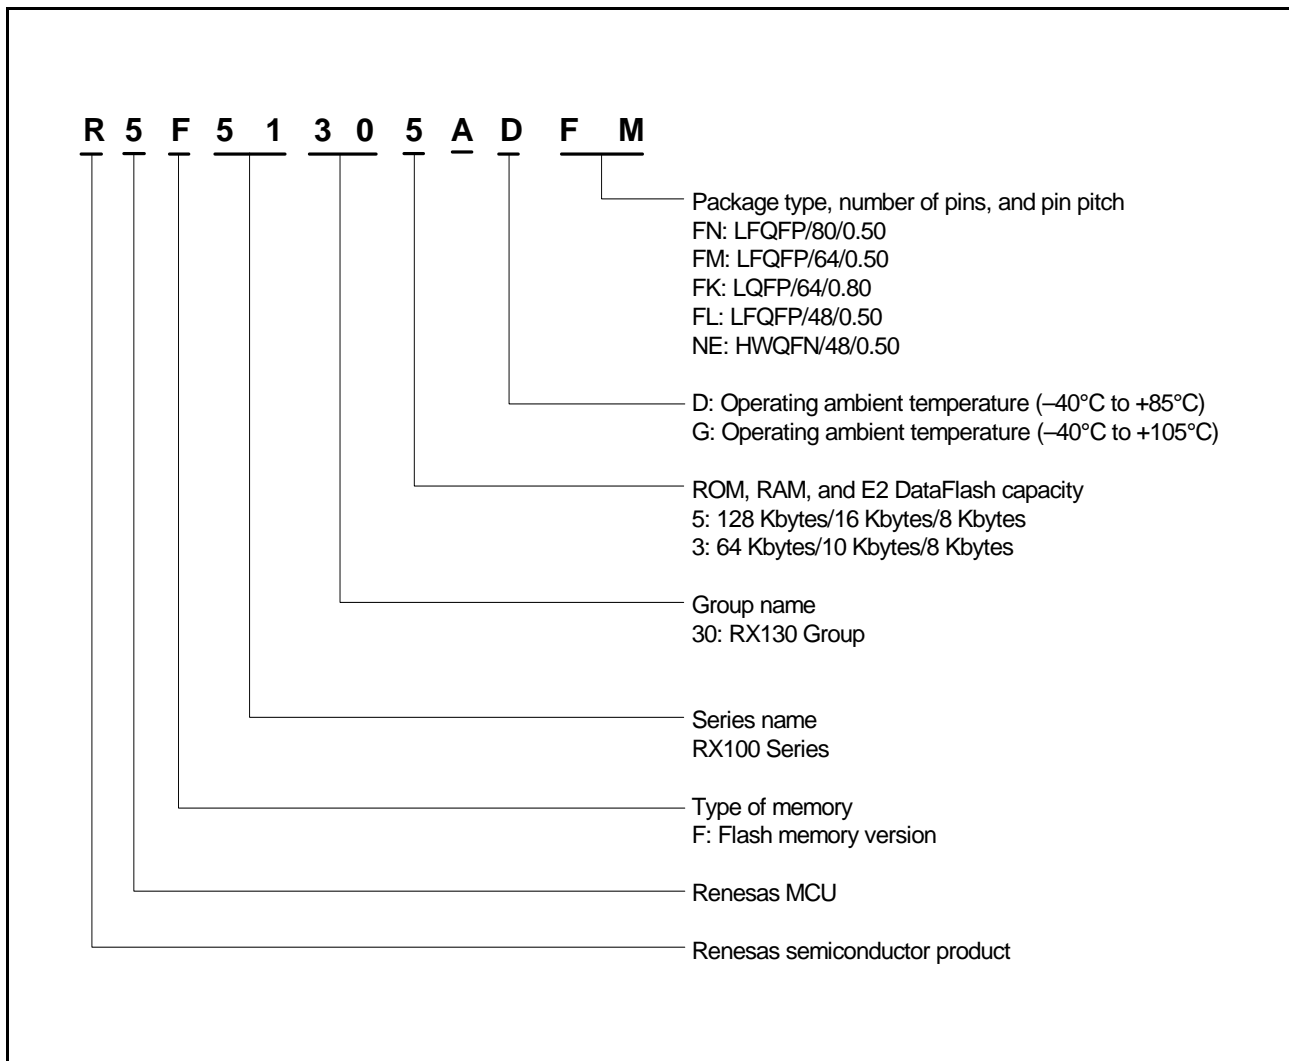 R 5 F 5 1 3 0 5 A D F M
Package type, number of pins, and pin pitch
FN: LFQFP/80/0.50
FM: LFQFP/64/0.50
FK: LQFP/64/0.80
FL: LFQFP/48/0.50
NE: HWQFN/48/0.50
D: Operating ambient temperature (–40°C to +85°C)
G: Operating ambient temperature (–40°C to +105°C)
ROM, RAM, and E2 DataFlash capacity
5: 128 Kbytes/16 Kbytes/8 Kbytes
3: 64 Kbytes/10 Kbytes/8 Kbytes
Group name
30: RX130 Group
Series name
RX100 Series
Type of memory
F: Flash memory version
Renesas MCU
Renesas semiconductor product